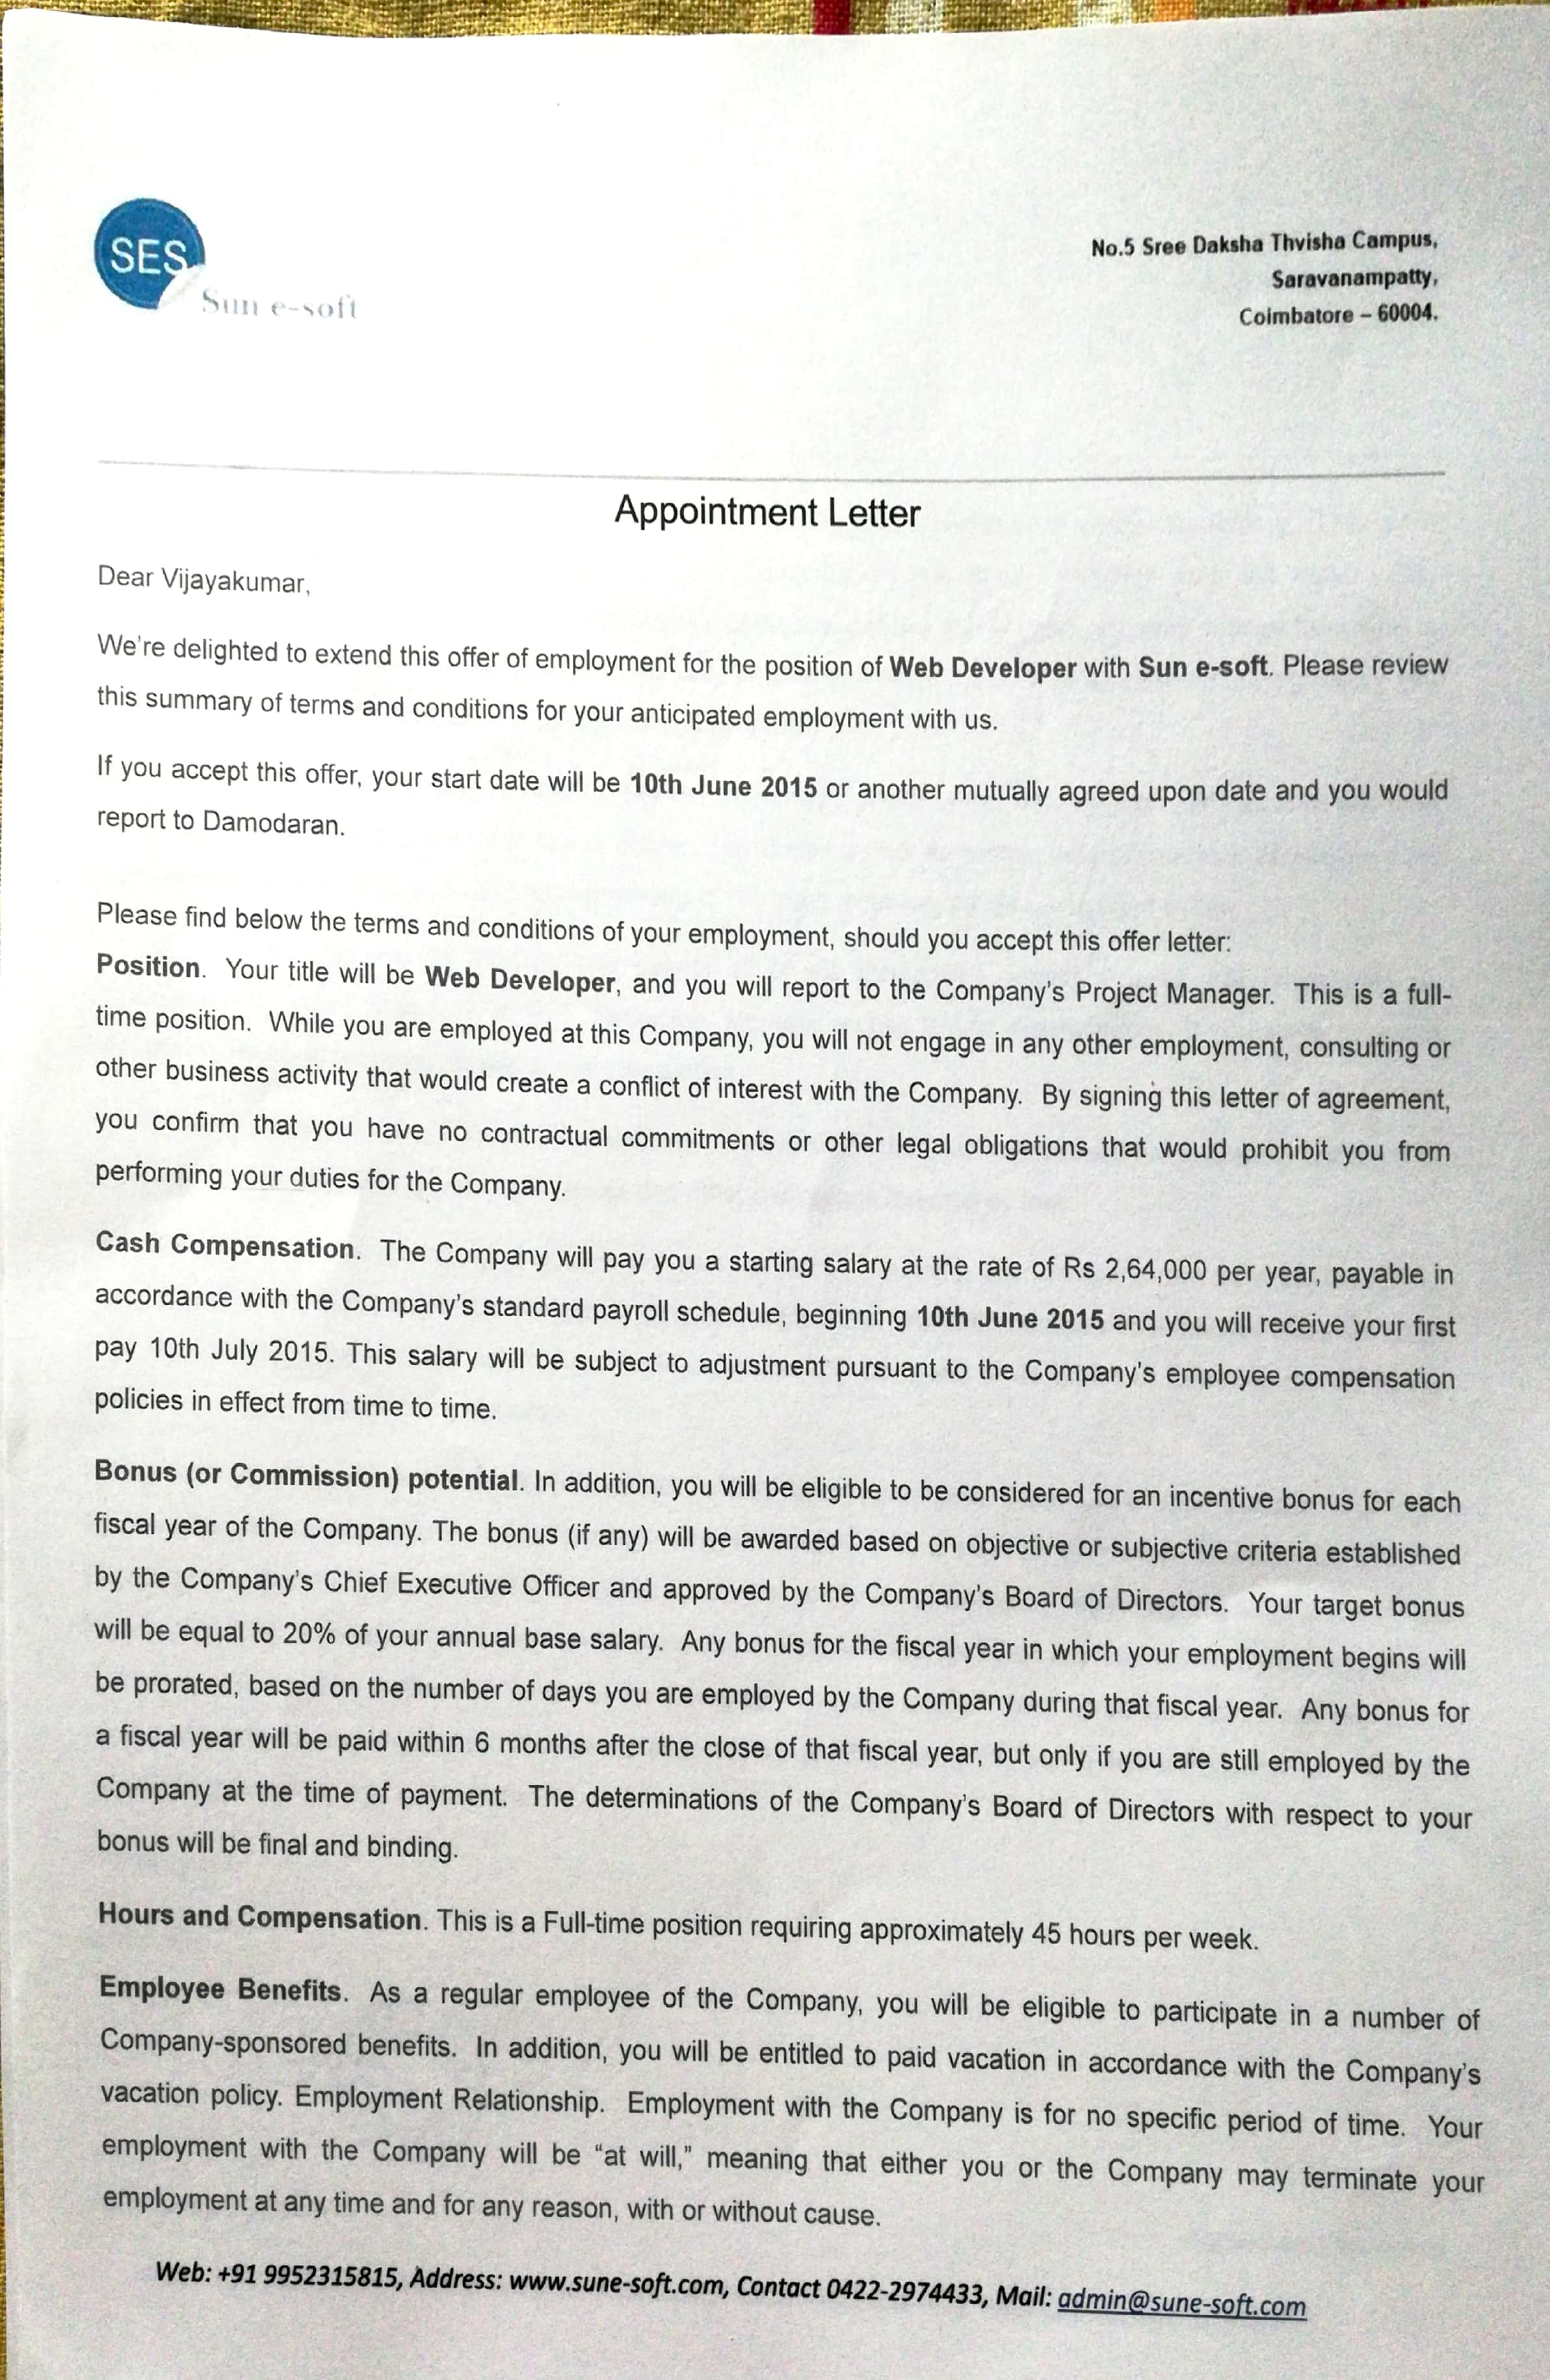 SES
Sun e-soft
No.5 Sree Daksha Thvisha Campus,
Saravanampatty,
Coimbatore – 60004.
Appointment Letter
Dear Vijayakumar,
We're delighted to extend this offer of employment for the position of Web Developer with Sun e-soft. Please review
this summary of terms and conditions for your anticipated employment with us.
If you accept this offer, your start date will be 10th June 2015 or another mutually agreed upon date and you would
report to Damodaran.
Please find below the terms and conditions of your employment, should you accept this offer letter:
Position. Your title will be Web Developer, and you will report to the Company's Project Manager. This is a full-
time position. While you are employed at this Company, you will not engage in any other employment, consulting or
other business activity that would create a conflict of interest with the Company. By signing this letter of agreement,
you confirm that you have no contractual commitments or other legal obligations that would prohibit you from
performing your duties for the Company.
Cash Compensation. The Company will pay you a starting salary at the rate of Rs 2,64,000 per year, payable in
accordance with the Company's standard payroll schedule, beginning 10th June 2015 and you will receive your first
pay 10th July 2015. This salary will be subject to adjustment pursuant to the Company's employee compensation
policies in effect from time to time.
Bonus (or Commission) potential. In addition, you will be eligible to be considered for an incentive bonus for each
fiscal year of the Company. The bonus (if any) will be awarded based on objective or subjective criteria established
by the Company's Chief Executive Officer and approved by the Company's Board of Directors. Your target bonus
will be equal to 20% of your annual base salary. Any bonus for the fiscal year in which your employment begins will
be prorated, based on the number of days you are employed by the Company during that fiscal year. Any bonus for
a fiscal year will be paid within 6 months after the close of that fiscal year, but only if you are still employed by the
Company at the time of payment. The determinations of the Company's Board of Directors with respect to your
bonus will be final and binding.
Hours and Compensation. This is a Full-time position requiring approximately 45 hours per week.
Employee Benefits. As a regular employee of the Company, you will be eligible to participate in a number of
Company-sponsored benefits. In addition, you will be entitled to paid vacation in accordance with the Company's
vacation policy. Employment Relationship. Employment with the Company is for no specific period of time. Your
employment with the Company will be “at will,” meaning that either you or the Company may terminate your
employment at any time and for any reason, with or without cause.
Web: +91 9952315815, Address: www.sune-soft.com, Contact 0422-2974433, Mail: admin@sune-soft.com